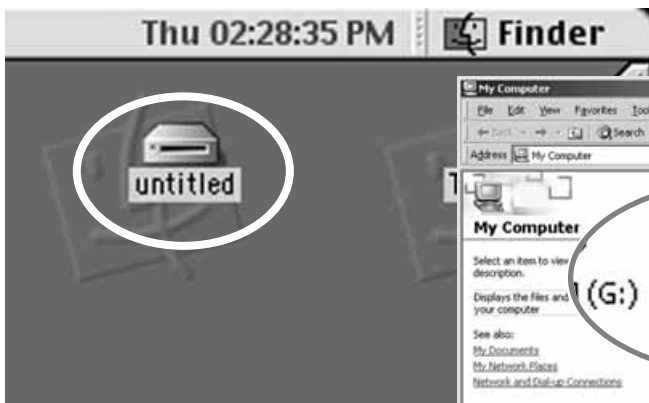 Thu 02:28:35 PM
Finder
untitled
My Computer
File Edit View Favorites
Back
Search
Address My Computer
My Computer
Select an item to view
description.
Displays the files and
your computer
(G:)
See also:
My Documents
My Network Places
Network and Dial-up Connections